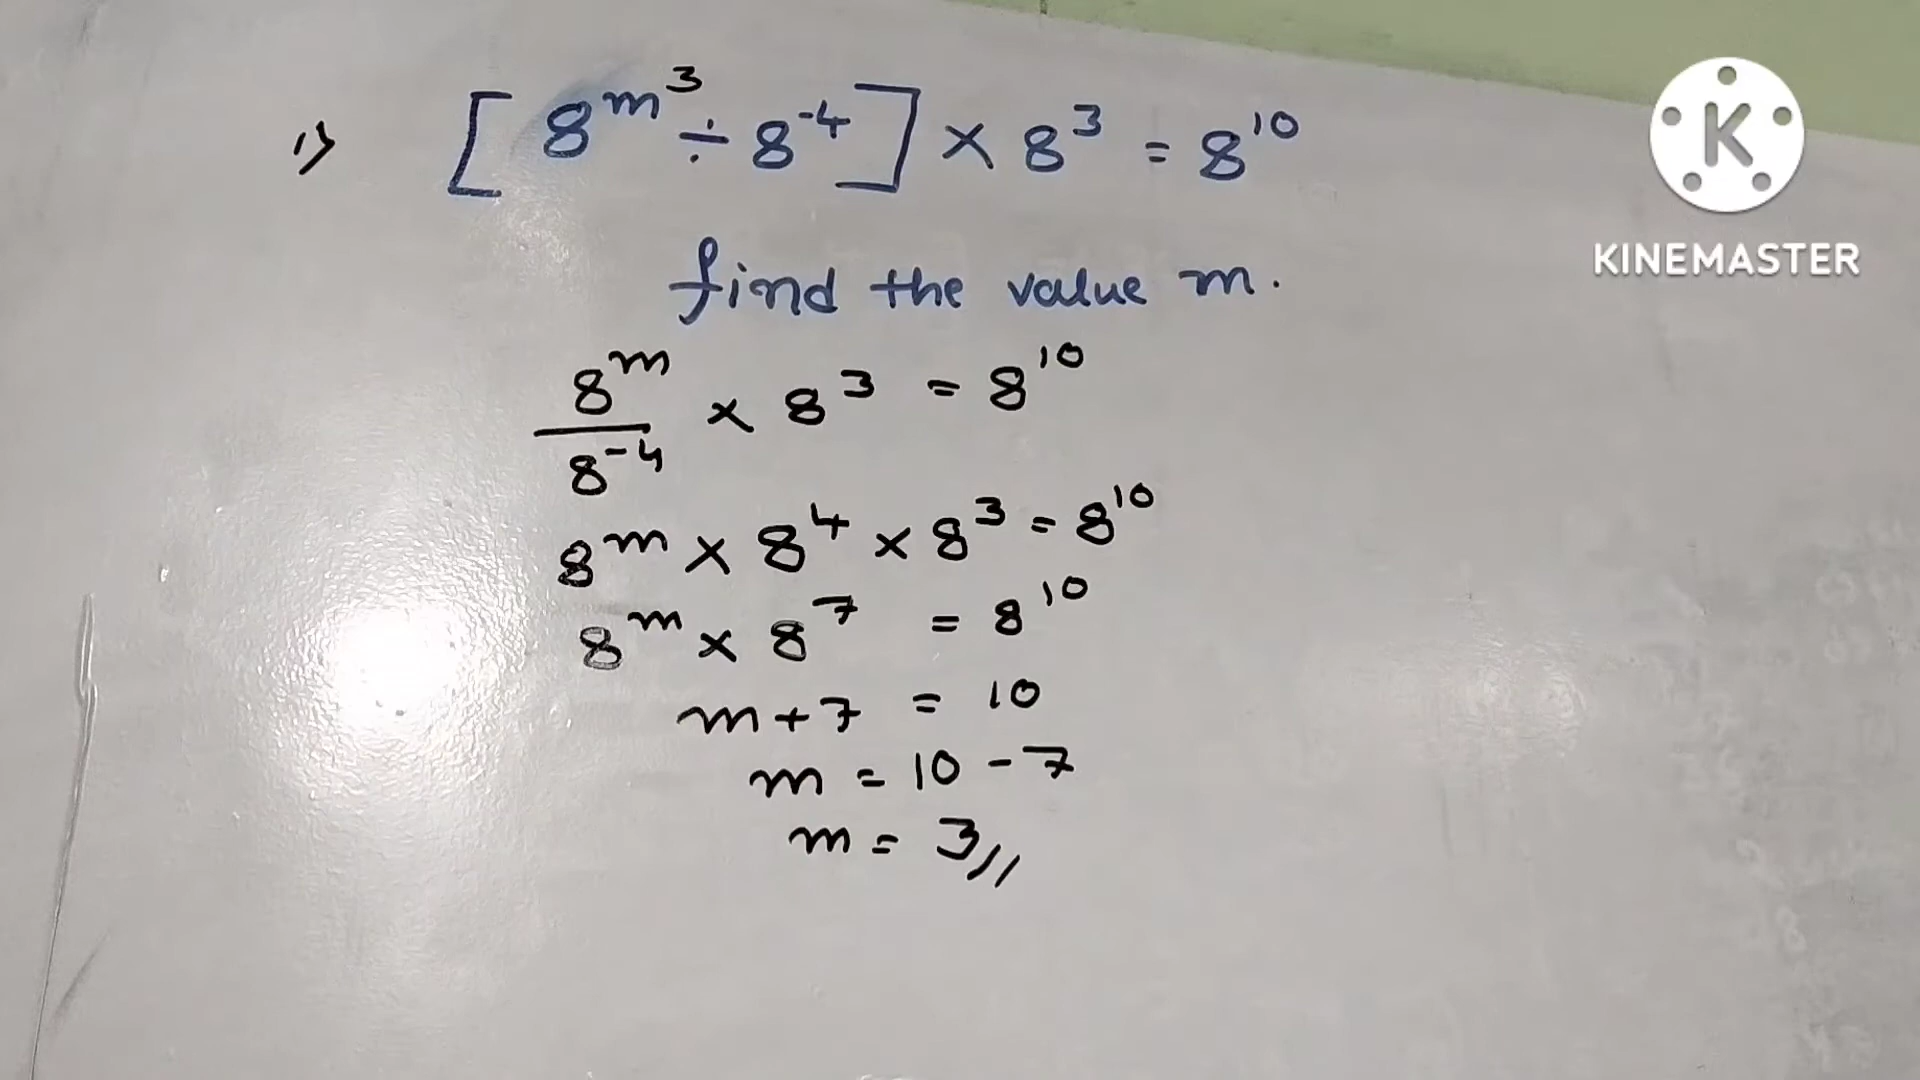 1) [8^m^3 ÷ 8^-4] × 8^3 = 8^10
find the value m.
8^m / 8^-4 × 8^3 = 8^10
8^m × 8^4 × 8^3 = 8^10
8^m × 8^7 = 8^10
m + 7 = 10
m = 10 - 7
m = 3//
K
KINEMASTER